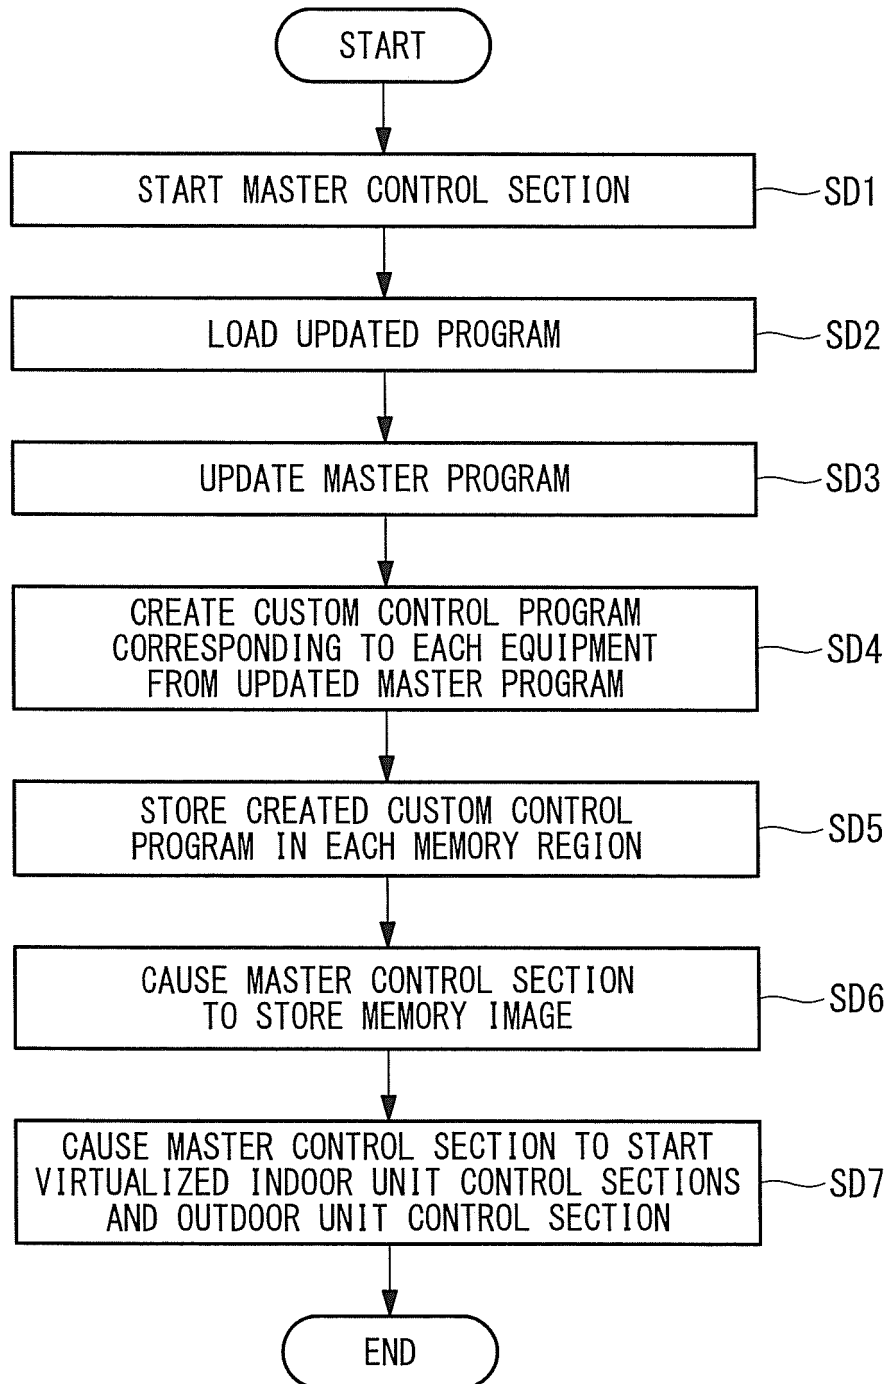 START
START MASTER CONTROL SECTION
SD1
LOAD UPDATED PROGRAM
SD2
UPDATE MASTER PROGRAM
SD3
CREATE CUSTOM CONTROL PROGRAM
CORRESPONDING TO EACH EQUIPMENT
FROM UPDATED MASTER PROGRAM
SD4
STORE CREATED CUSTOM CONTROL
PROGRAM IN EACH MEMORY REGION
SD5
CAUSE MASTER CONTROL SECTION
TO STORE MEMORY IMAGE
SD6
CAUSE MASTER CONTROL SECTION TO START
VIRTUALIZED INDOOR UNIT CONTROL SECTIONS
AND OUTDOOR UNIT CONTROL SECTION
SD7
END